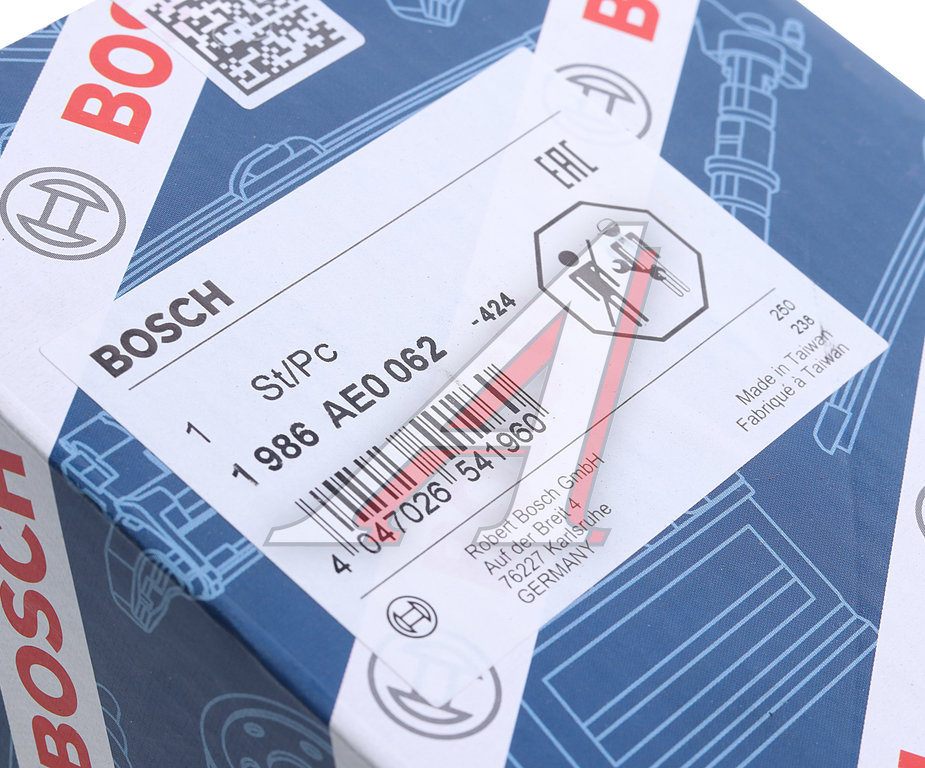 BOSCH
EAC
BOSCH
1 St/Pc
1 986 AE0 062 -424
4 047026 541960
250
238
Made in Taiwan
Fabriqué à Taiwan
Robert Bosch GmbH
Auf der Breit 4
76227 Karlsruhe
GERMANY
BOSCH